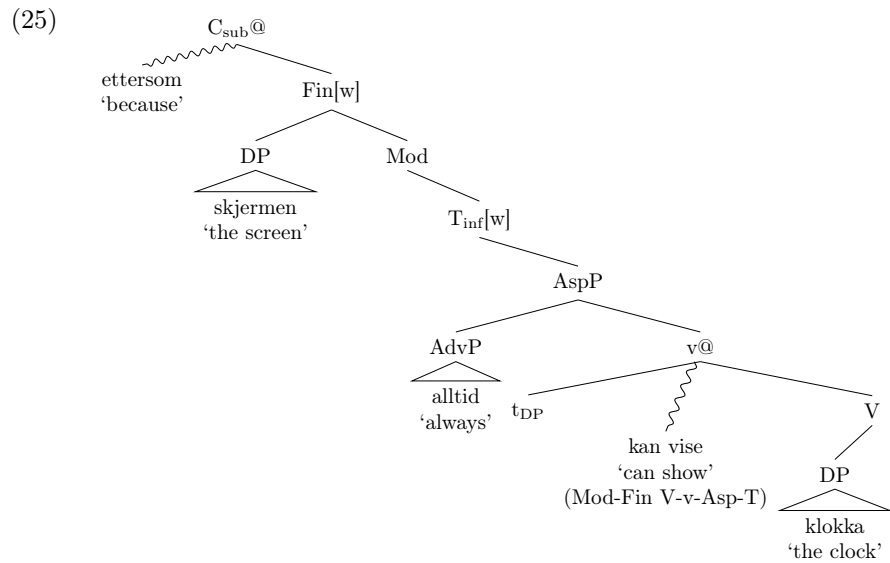 (25)
C_sub@
ettersom
‘because’
Fin[w]
DP
Mod
skjermen
‘the screen’
T_inf[w]
AspP
AdvP
v@
alltid
‘always’
t_DP
V
kan vise
‘can show’
(Mod-Fin V-v-Asp-T)
DP
klokka
‘the clock’